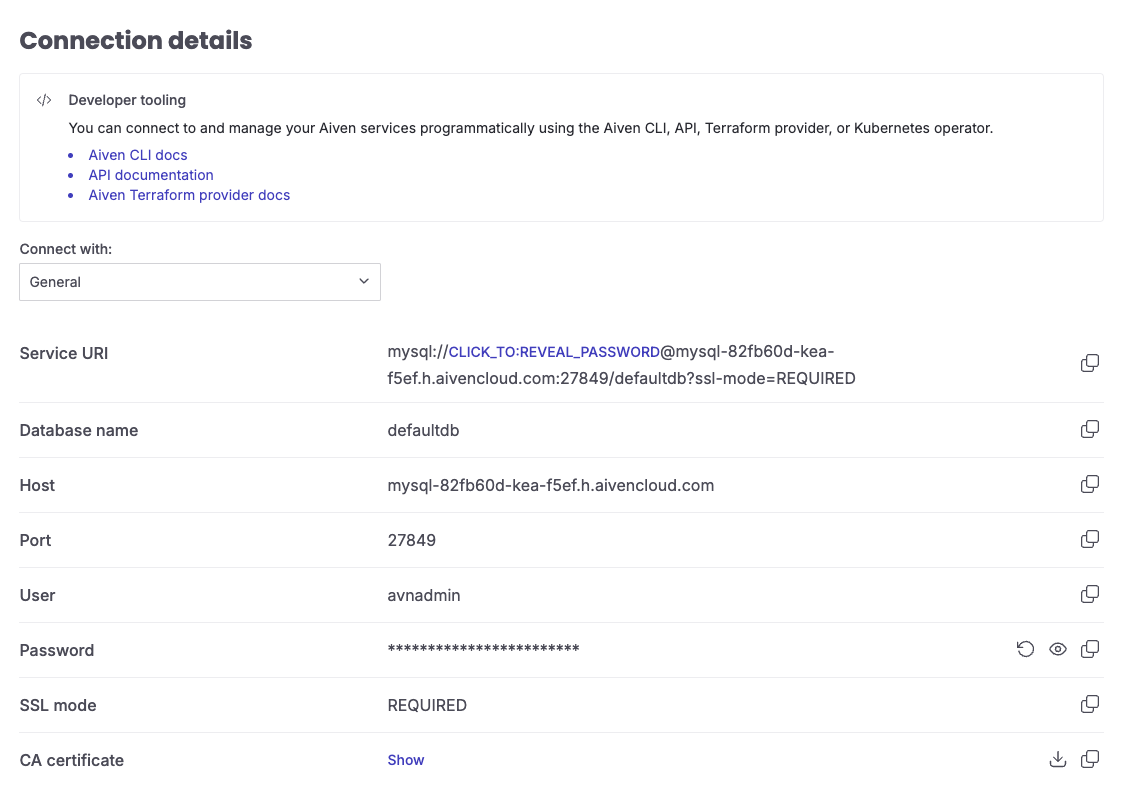 Connection details
Developer tooling
You can connect to and manage your Aiven services programmatically using the Aiven CLI, API, Terraform provider, or Kubernetes operator.
Aiven CLI docs
API documentation
Aiven Terraform provider docs
Connect with:
General
Service URI
mysql://CLICK_TO:REVEAL_PASSWORD@mysql-82fb60d-kea-
f5ef.h.aivencloud.com:27849/defaultdb?ssl-mode=REQUIRED
Database name
defaultdb
Host
mysql-82fb60d-kea-f5ef.h.aivencloud.com
Port
27849
User
avnadmin
Password
************************
SSL mode
REQUIRED
CA certificate
Show